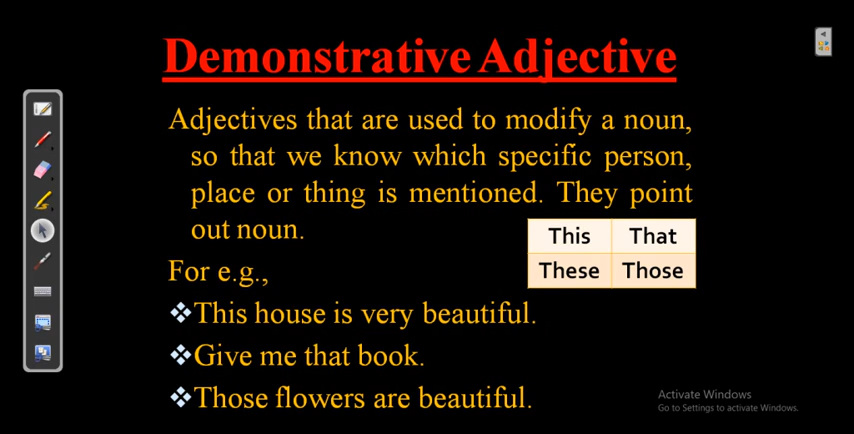 Demonstrative Adjective
Adjectives that are used to modify a noun,
so that we know which specific person,
place or thing is mentioned. They point
out noun.
This That
These Those
For e.g.,
❖This house is very beautiful.
❖Give me that book.
❖Those flowers are beautiful.
Activate Windows
Go to Settings to activate Windows.